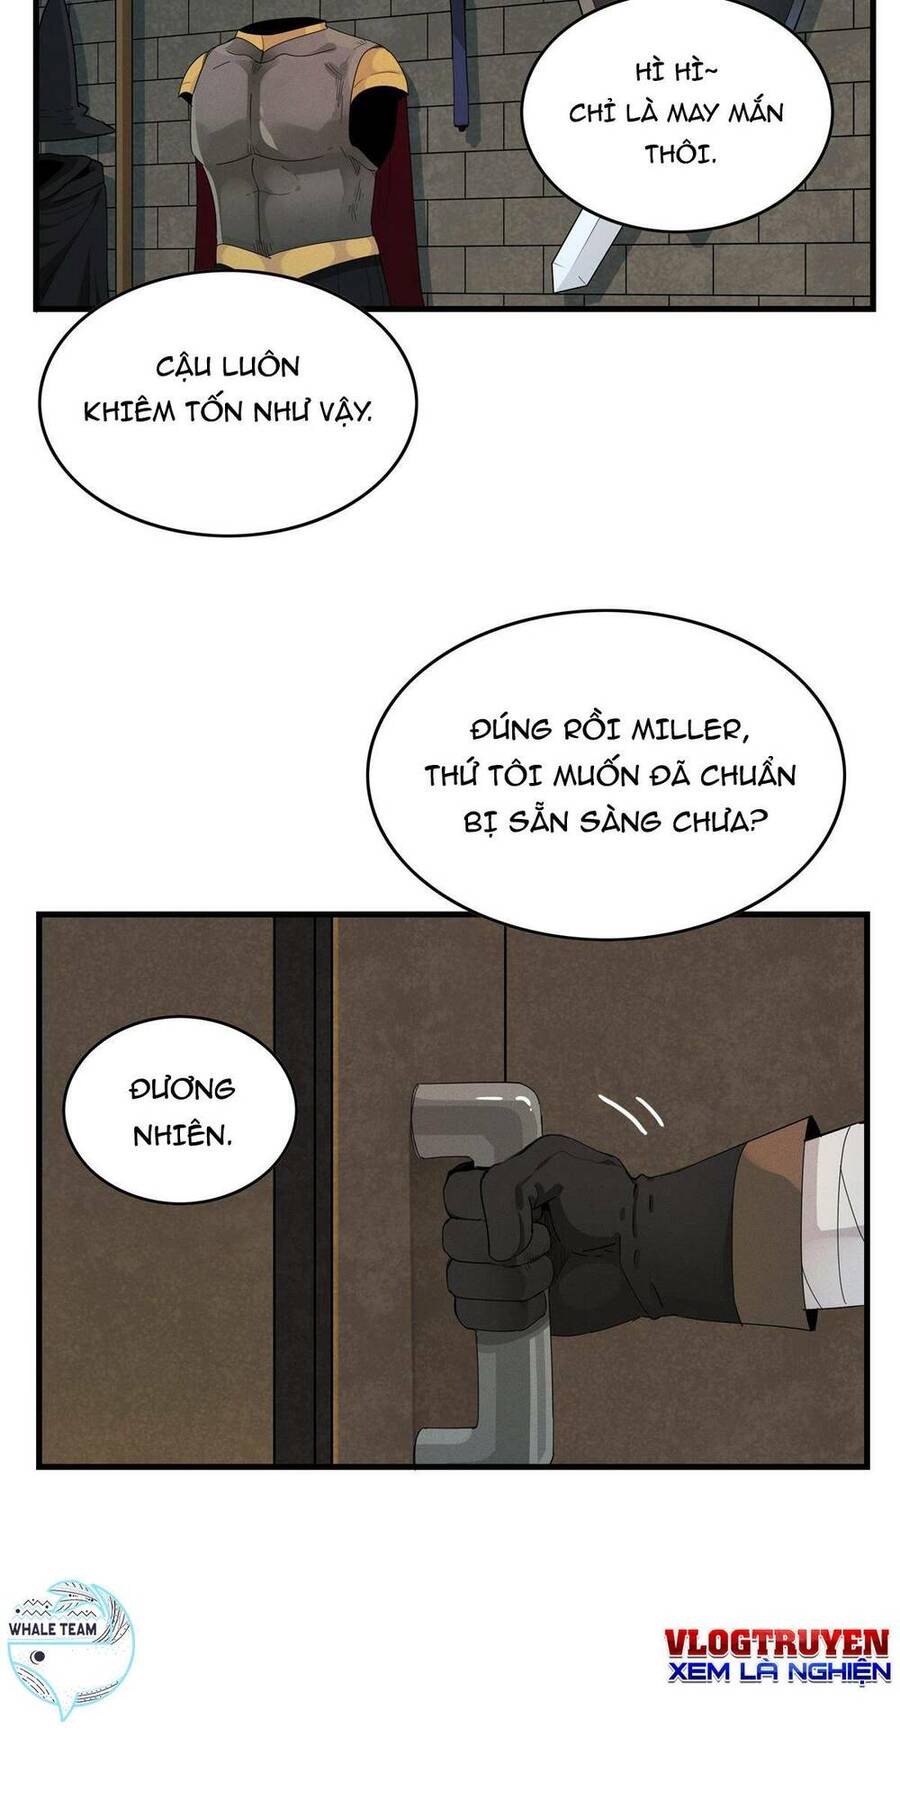 HÌ HÌ~
CHỈ LÀ MAY MẮN
THÔI.
CẬU LUÔN
KHIÊM TỐN NHƯ VẬY.
ĐÚNG RỒI MILLER,
THỨ TÔI MUỐN ĐÃ CHUẨN
BỊ SẴN SÀNG CHƯA?
ĐƯƠNG
NHIÊN.
WHALE TEAM
VLOGTRUYEN
XEM LÀ NGHIỆN